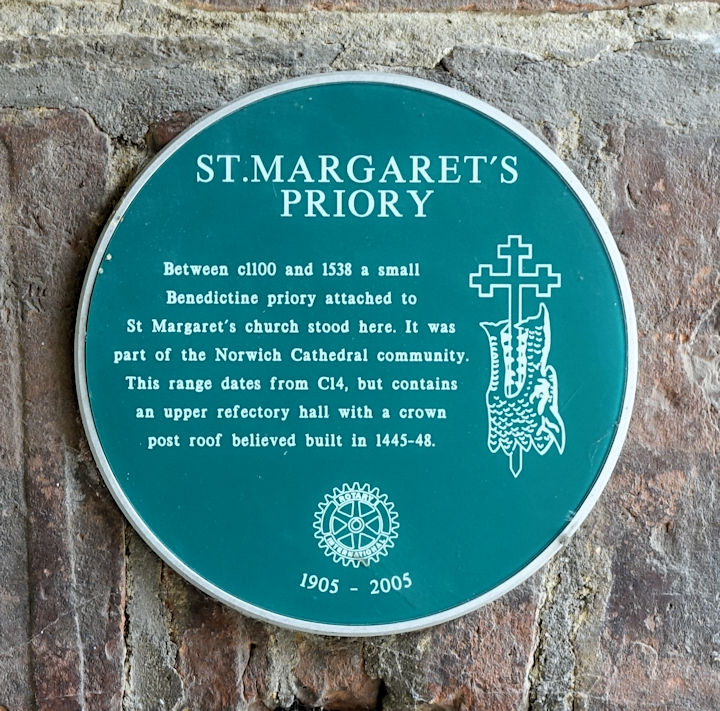 ST.MARGARET'S
PRIORY
Between c1100 and 1538 a small
Benedictine priory attached to
St Margaret's church stood here. It was
part of the Norwich Cathedral community.
This range dates from C14, but contains
an upper refectory hall with a crown
post roof believed built in 1445-48.
ROTARY
INTERNATIONAL
1905 - 2005